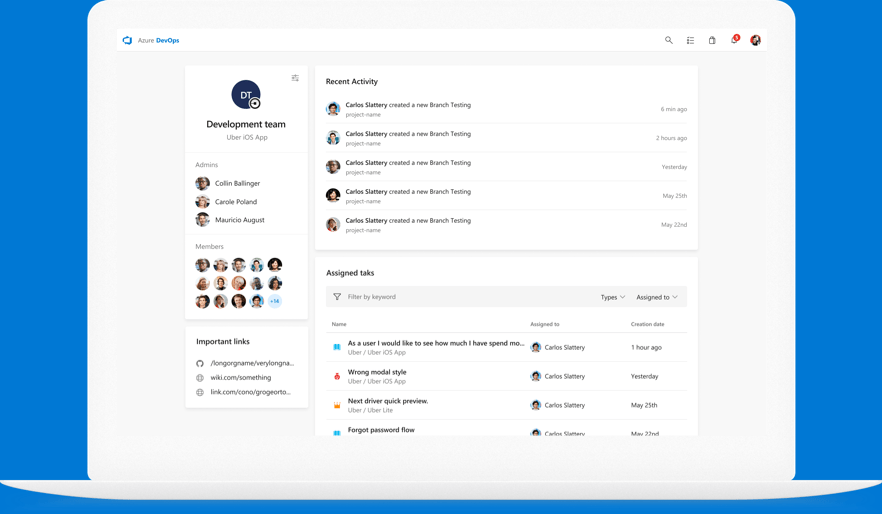 Azure DevOps
5
DT
Development team
Uber iOS App
Admins
Collin Ballinger
Carole Poland
Mauricio August
Members
+14
Important links
/longorgname/verylongna...
wiki.com/something
link.com/cono/grogeorto...
Recent Activity
Carlos Slattery created a new Branch Testing
project-name
6 min ago
Carlos Slattery created a new Branch Testing
project-name
2 hours ago
Carlos Slattery created a new Branch Testing
project-name
Yesterday
Carlos Slattery created a new Branch Testing
project-name
May 25th
Carlos Slattery created a new Branch Testing
project-name
May 22nd
Assigned taks
Filter by keyword
Types
Assigned to
Name
Assigned to
Creation date
As a user I would like to see how much I have spend mo...
Uber / Uber iOS App
Carlos Slattery
1 hour ago
Wrong modal style
Uber / Uber iOS App
Carlos Slattery
Yesterday
Next driver quick preview.
Uber / Uber Lite
Carlos Slattery
May 25th
Forgot password flow
Carlos Slattery
May 22nd